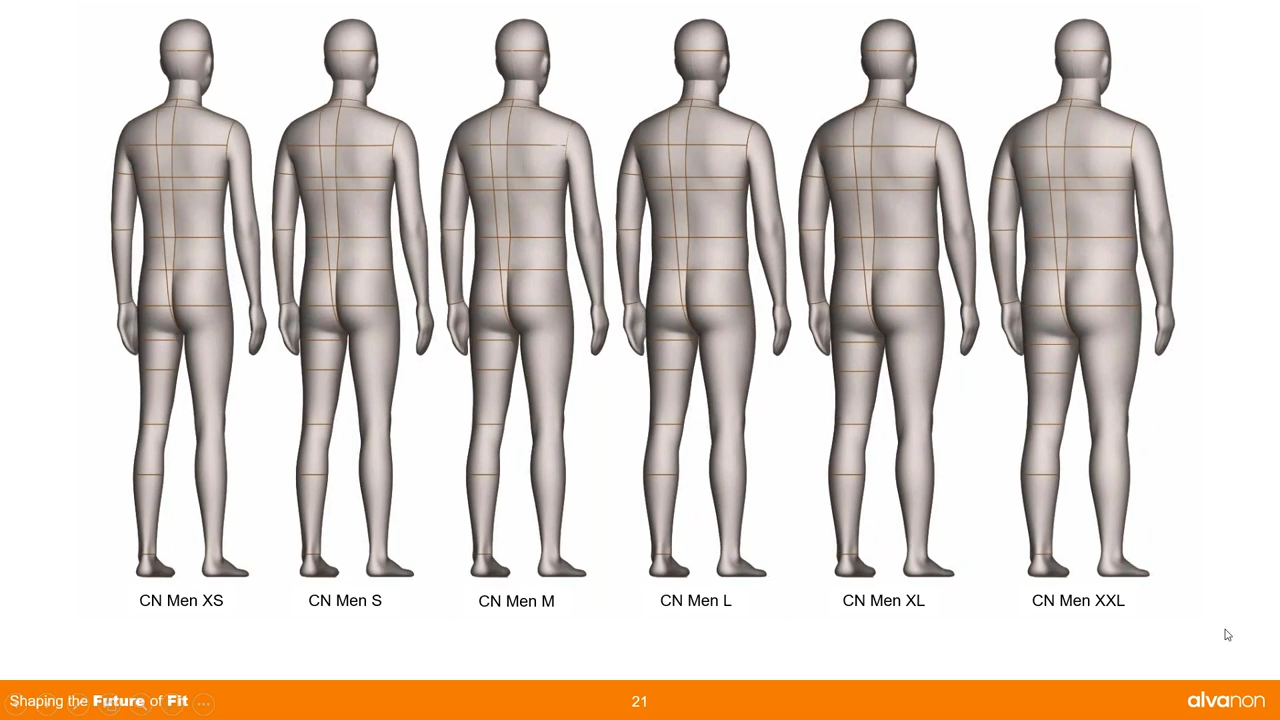 CN Men XS
CN Men S
CN Men M
CN Men L
CN Men XL
CN Men XXL
Shaping the Future of Fit
21
alvanon